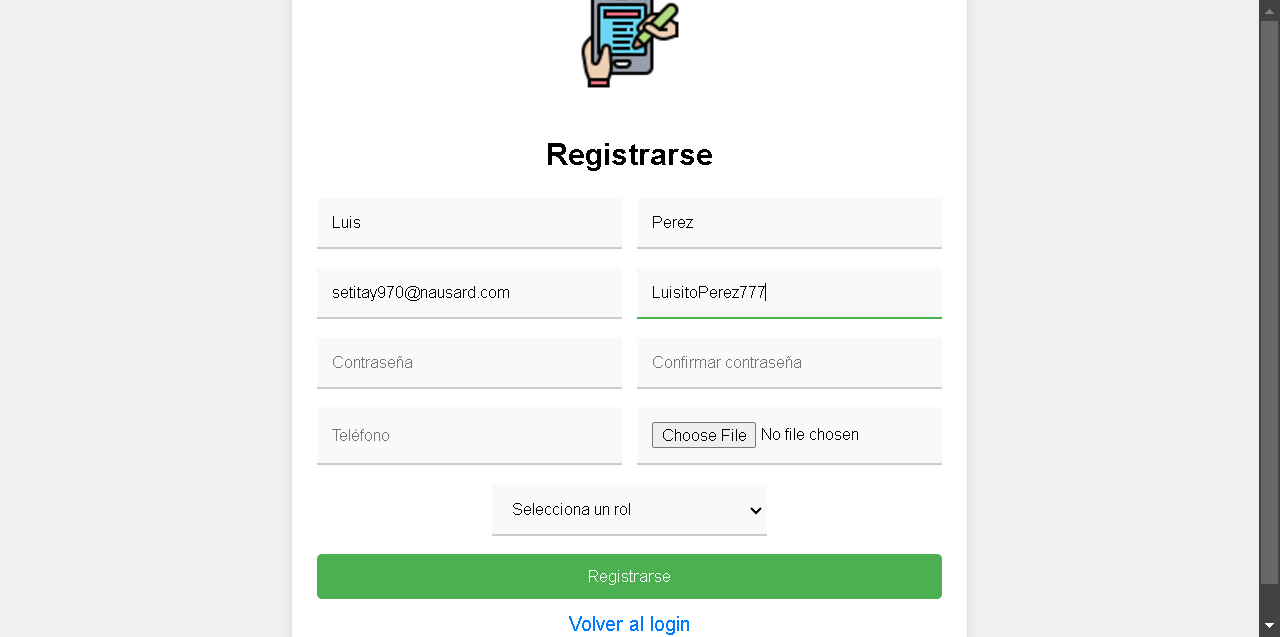 Registrarse
Luis Perez
setitay970@nausard.com LuisitoPerez777
Contraseña Confirmar contraseña
Teléfono Choose File No file chosen
Selecciona un rol
Registrarse
Volver al login